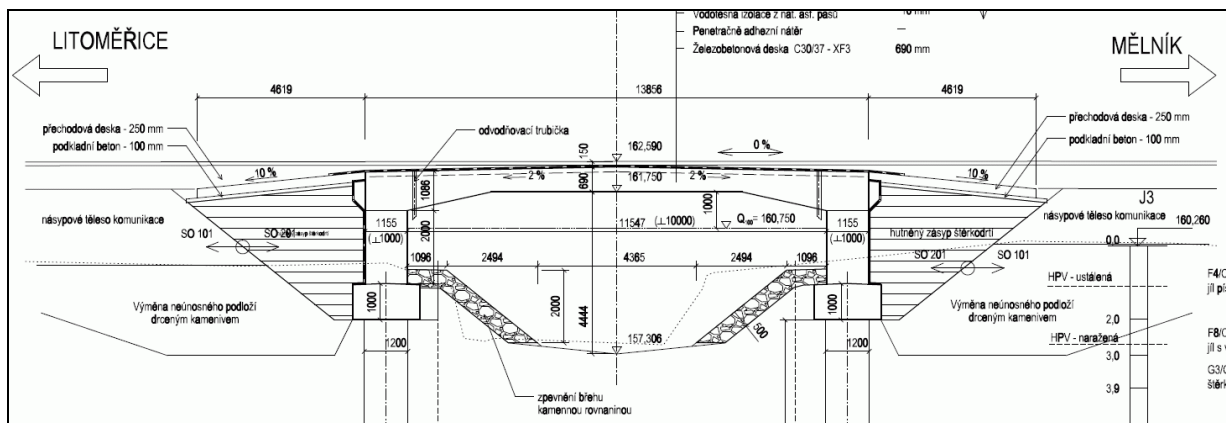 Vodotěsná izolace z nat. asf. pasů 10 mm
Penetračně adhezní nátěr —
Železobetonová deska C30/37 - XF3 690 mm
LITOMĚŘICE
MĚLNÍK
4619
13856
4619
přechodová deska - 250 mm
podkladní beton - 100 mm
odvodňovací trubička
přechodová deska - 250 mm
podkladní beton - 100 mm
150
162,590
0 %
10 %
690
161,750
2 %
2 %
10 %
1086
1000
J3
násypové těleso komunikace
1155
(⊥1000)
2000
11547 (⊥10000)
Q100= 160,750
1155
(⊥1000)
hutněný zásyp štěrkodrtí
násypové těleso komunikace
160,260
SO 101
SO 201
SO 201
SO 101
0,0
1096
2494
4365
2494
1096
HPV - ustálená
Výměna neúnosného podloží
drceným kamenivem
1000
2000
4444
1000
Výměna neúnosného podloží
drceným kamenivem
500
2,0
157,306
HPV - naražená
3,0
1200
1200
3,9
zpevnění břehu
kamennou rovnaninou
jíl s